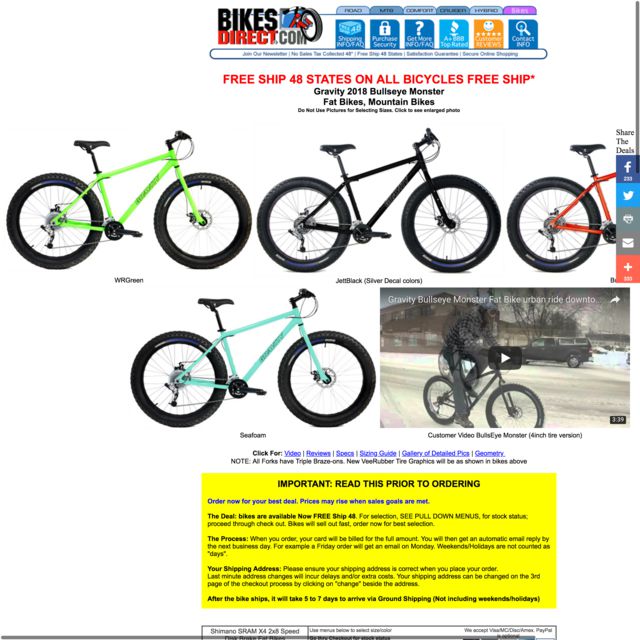 ROAD MTB COMFORT CRUISER HYBRID Bikes
BIKES
DIRECT.COM
Shipping INFO/FAQ
Purchase Security
Get More INFO/FAQ
A+BBB Top Rated
Customer REVIEWS
Contact INFO
Join Our Newsletter | No Sales Tax Collected 48* | Free Ship 48 States | Satisfaction Guarantee | Secure Online Shopping
FREE SHIP 48 STATES ON ALL BICYCLES FREE SHIP*
Gravity 2018 Bullseye Monster
Fat Bikes, Mountain Bikes
Do Not Use Pictures for Selecting Sizes. Click to see enlarged photo
Share
The
Deals
233
WRGreen
JetBlack (Silver Decal colors)
Gravity Bullseye Monster Fat Bike urban ride downto...
3:39
Seafoam
Customer Video BullsEye Monster (4inch tire version)
Click For: Video | Reviews | Specs | Sizing Guide | Gallery of Detailed Pics | Geometry
NOTE: All Forks have Triple Braze-ons. New VeeRubber Tire Graphics will be as shown in bikes above
IMPORTANT: READ THIS PRIOR TO ORDERING
Order now for your best deal. Prices may rise when sales goals are met.
The Deal: bikes are available Now FREE Ship 48. For selection, SEE PULL DOWN MENUS, for stock status;
proceed through check out. Bikes will sell out fast, order now for best selection.
The Process: When you order, your card will be billed for the full amount. You will then get an automatic email reply by
the next business day. For example a Friday order will get an email on Monday. Weekends/Holidays are not counted as
"days".
Your Shipping Address: Please ensure your shipping address is correct when you place your order.
Last minute address changes will incur delays and/or extra costs. Your shipping address can be changed on the 3rd
page of the checkout process by clicking on "change" beside the address.
After the bike ships, it will take 5 to 7 days to arrive via Ground Shipping (Not including weekends/holidays)
Shimano SRAM X4 2x8 Speed
Use menus below to select size/color
We accept Visa/MC/Disc/Amex, PayPal